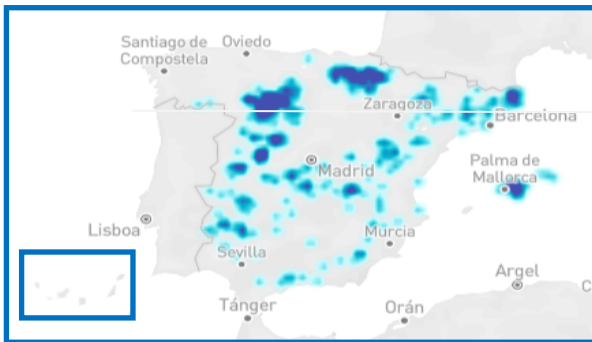 Santiago de
Compostela
Oviedo
Zaragoza
Barcelona
Madrid
Palma de
Mallorca
Lisboa
Murcia
Sevilla
Argel
Tánger
Orán
C